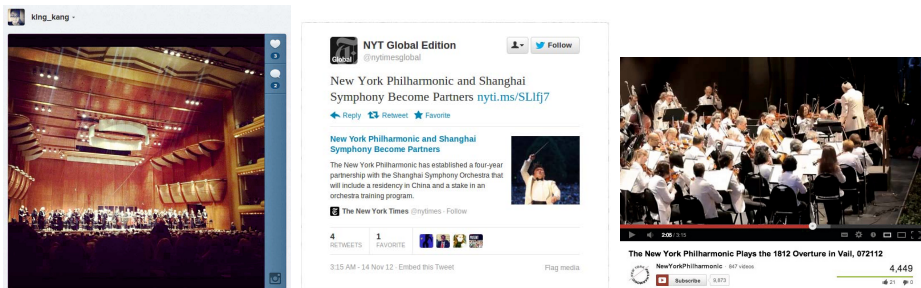 king_kang
3
2
NYT Global Edition
@nytimesglobal
Follow
Global
New York Philharmonic and Shanghai
Symphony Become Partners nyti.ms/SLlfj7
Reply Retweet Favorite
New York Philharmonic and Shanghai
Symphony Become Partners
The New York Philharmonic has established a four-year
partnership with the Shanghai Symphony Orchestra that
will include a residency in China and a stake in an
orchestra training program.
The New York Times @nytimes · Follow
4
RETWEETS
1
FAVORITE
3:15 AM - 14 Nov 12 · Embed this Tweet
Flag media
2:05 / 3:15
The New York Philharmonic Plays the 1812 Overture in Vail, 072112
NewYorkPhilharmonic · 847 videos
Subscribe 9,873
4,449
21 0